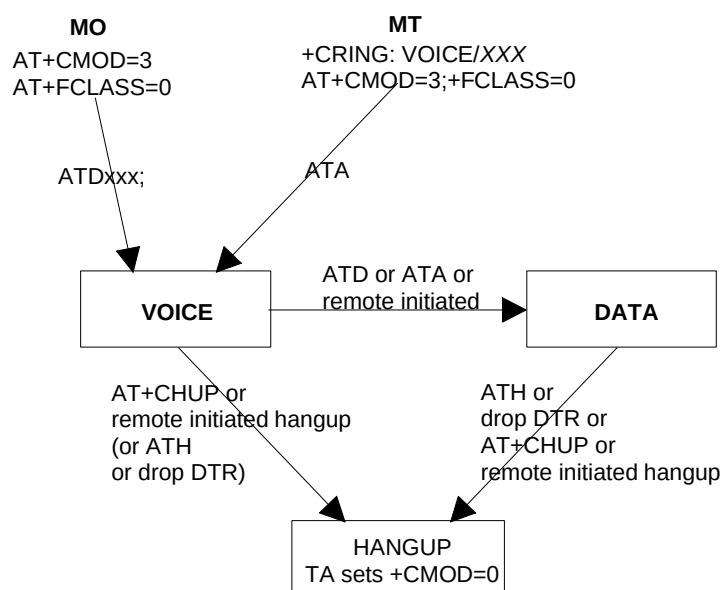 MO
AT+CMOD=3
AT+FCLASS=0
MT
+CRING: VOICE/XXX
AT+CMOD=3;+FCLASS=0
ATDxxx;
ATA
VOICE
ATD or ATA or
remote initiated
DATA
AT+CHUP or
remote initiated hangup
(or ATH
or drop DTR)
ATH or
drop DTR or
AT+CHUP or
remote initiated hangup
HANGUP
TA sets +CMOD=0